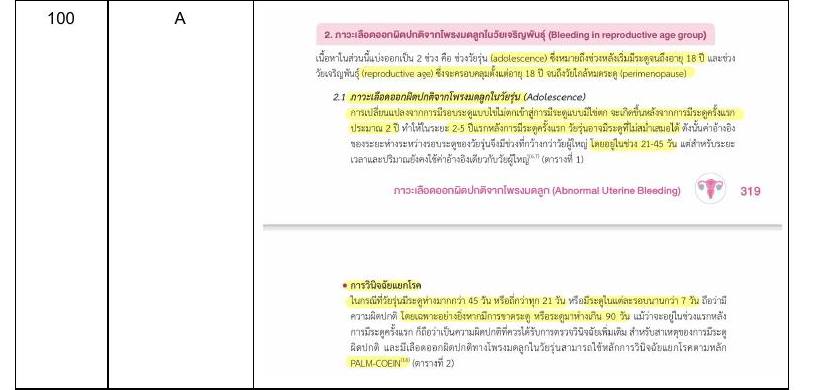 100
A
2. ภาวะเลือดออกผิดปกติจากโพรงมดลูกในวัยเจริญพันธุ์ (Bleeding in reproductive age group)
เนื้อหาในส่วนนี้แบ่งออกเป็น 2 ช่วง คือ ช่วงวัยรุ่น (adolescence) ซึ่งหมายถึงช่วงหลังเริ่มมีระดูจนถึงอายุ 18 ปี และช่วง
วัยเจริญพันธุ์ (reproductive age) ซึ่งจะครอบคลุมตั้งแต่อายุ 18 ปี จนถึงวัยใกล้หมดระดู (perimenopause)
2.1 ภาวะเลือดออกผิดปกติจากโพรงมดลูกในวัยรุ่น (Adolescence)
การเปลี่ยนแปลงจากการมีรอบระดูแบบไข่ไม่ตกเข้าสู่การมีระดูแบบมีไข่ตก จะเกิดขึ้นหลังจากการมีระดูครั้งแรก
ประมาณ 2 ปี ทำให้ในระยะ 2-5 ปีแรกหลังการมีระดูครั้งแรก วัยรุ่นอาจมีระดูที่ไม่สม่ำเสมอได้ ดังนั้นค่าอ้างอิง
ของระยะห่างระหว่างรอบระดูของวัยรุ่นจึงมีช่วงที่กว้างกว่าวัยผู้ใหญ่ โดยอยู่ในช่วง 21-45 วัน แต่สำหรับระยะ
เวลาและปริมาณยังคงใช้ค่าอ้างอิงเดียวกับวัยผู้ใหญ่ (ตารางที่ 1)
ภาวะเลือดออกผิดปกติจากโพรงมดลูก (Abnormal Uterine Bleeding) 319
• การวินิจฉัยแยกโรค
ในกรณีที่วัยรุ่นมีระดูห่างมากกว่า 45 วัน หรือถี่กว่าทุก 21 วัน หรือมีระดูในแต่ละรอบนานกว่า 7 วัน ถือว่ามี
ความผิดปกติ โดยเฉพาะอย่างยิ่งหากมีการขาดระดู หรือระดูมาห่างเกิน 90 วัน แม้ว่าจะอยู่ในช่วงแรกหลัง
การมีระดูครั้งแรก ก็ถือว่าเป็นความผิดปกติที่ควรได้รับการตรวจวินิจฉัยเพิ่มเติม สำหรับสาเหตุของการมีระดู
ผิดปกติ และมีเลือดออกผิดปกติทางโพรงมดลูกในวัยรุ่นสามารถใช้หลักการวินิจฉัยแยกโรคตามหลัก
PALM-COEIN (ตารางที่ 2)